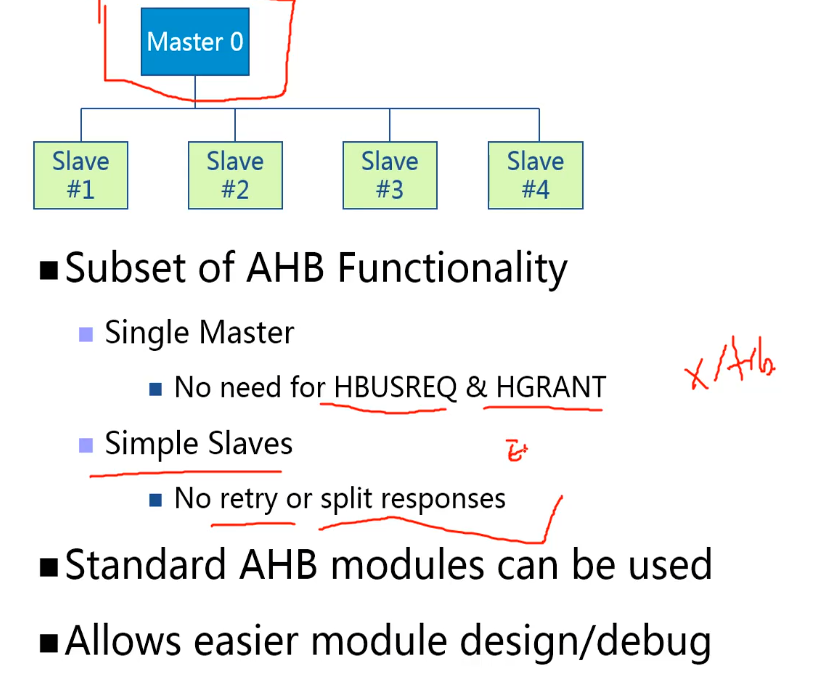 Master 0
Slave #1
Slave #2
Slave #3
Slave #4
Subset of AHB Functionality
Single Master
No need for HBUSREQ & HGRANT
x/Arb
Simple Slaves
No retry or split responses
Standard AHB modules can be used
Allows easier module design/debug